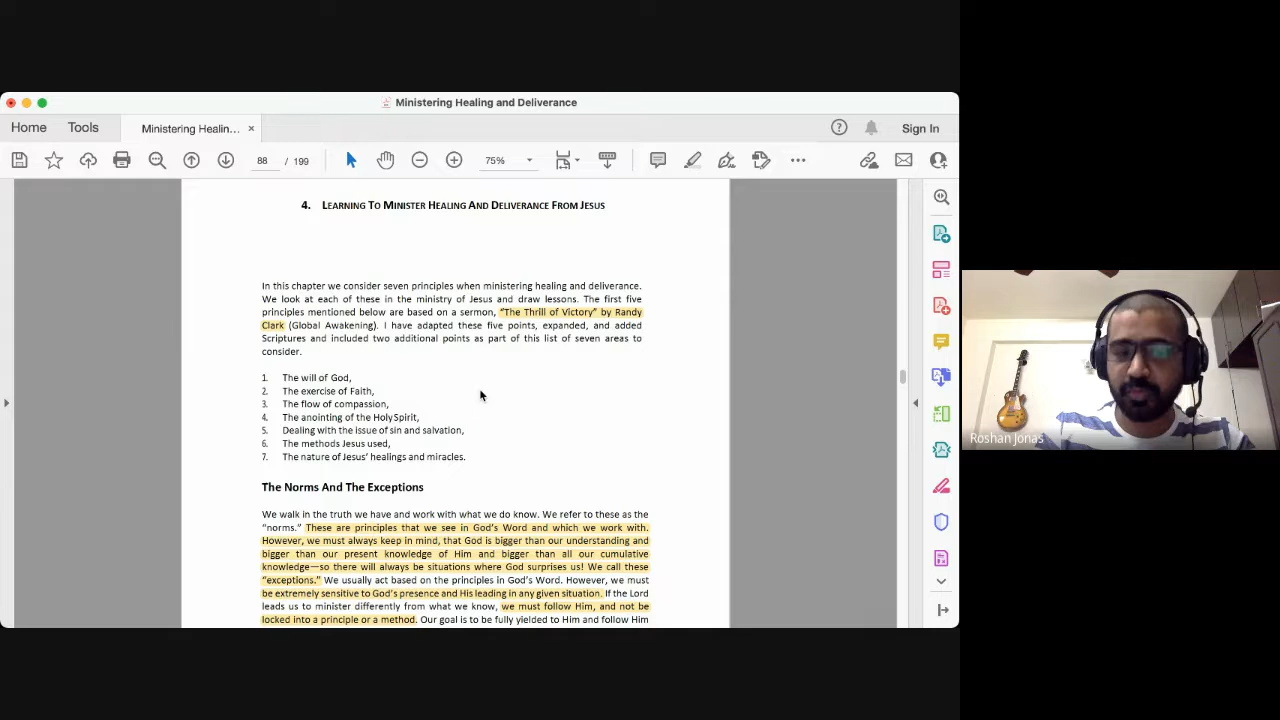 Ministering Healing and Deliverance
Home Tools Ministering Healin... × Sign In
88 / 199 75%
4. LEARNING TO MINISTER HEALING AND DELIVERANCE FROM JESUS
In this chapter we consider seven principles when ministering healing and deliverance.
We look at each of these in the ministry of Jesus and draw lessons. The first five
principles mentioned below are based on a sermon, “The Thrill of Victory” by Randy
Clark (Global Awakening). I have adapted these five points, expanded, and added
Scriptures and included two additional points as part of this list of seven areas to
consider.
1. The will of God,
2. The exercise of Faith,
3. The flow of compassion,
4. The anointing of the Holy Spirit,
5. Dealing with the issue of sin and salvation,
6. The methods Jesus used,
7. The nature of Jesus’ healings and miracles.
The Norms And The Exceptions
We walk in the truth we have and work with what we do know. We refer to these as the
“norms.” These are principles that we see in God’s Word and which we work with.
However, we must always keep in mind, that God is bigger than our understanding and
bigger than our present knowledge of Him and bigger than all our cumulative
knowledge—so there will always be situations where God surprises us! We call these
“exceptions.” We usually act based on the principles in God’s Word. However, we must
be extremely sensitive to God’s presence and His leading in any given situation. If the Lord
leads us to minister differently from what we know, we must follow Him, and not be
locked into a principle or a method. Our goal is to be fully yielded to Him and follow Him
Roshan Jonas